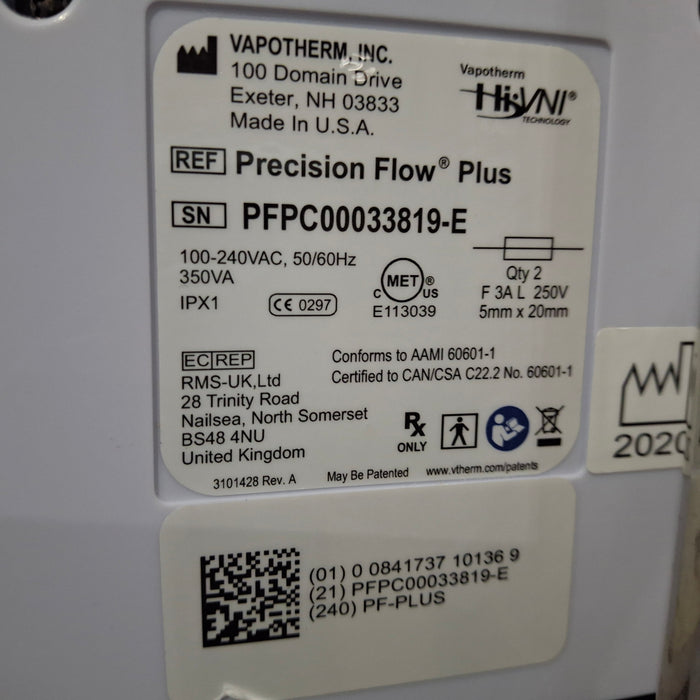 VAPOTHERM, INC.
100 Domain Drive
Exeter, NH 03833
Made In U.S.A.
Vapotherm
Hi-VNI®
TECHNOLOGY
REF Precision Flow® Plus
SN PFPC00033819-E
100-240VAC, 50/60Hz
350VA
IPX1
CE 0297
C MET ® US
E113039
Qty 2
F 3A L 250V
5mm x 20mm
EC REP
RMS-UK,Ltd
28 Trinity Road
Nailsea, North Somerset
BS48 4NU
United Kingdom
Conforms to AAMI 60601-1
Certified to CAN/CSA C22.2 No. 60601-1
Rx
ONLY
3101428 Rev. A
May Be Patented
www.vtherm.com/patents
2020
(01) 0 0841737 10136 9
(21) PFPC00033819-E
(240) PF-PLUS